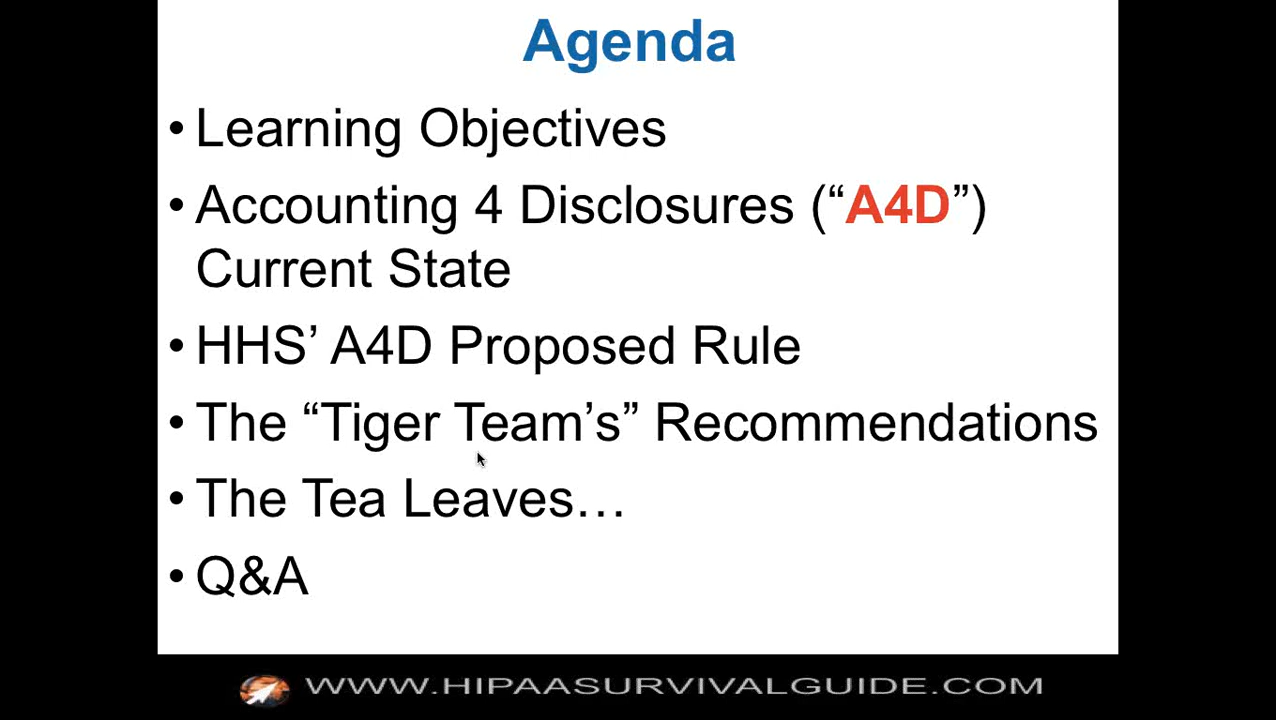 Agenda
• Learning Objectives
• Accounting 4 Disclosures (“A4D”)
Current State
• HHS’ A4D Proposed Rule
• The “Tiger Team’s” Recommendations
• The Tea Leaves…
• Q&A
WWW.HIPAASURVIVALGUIDE.COM